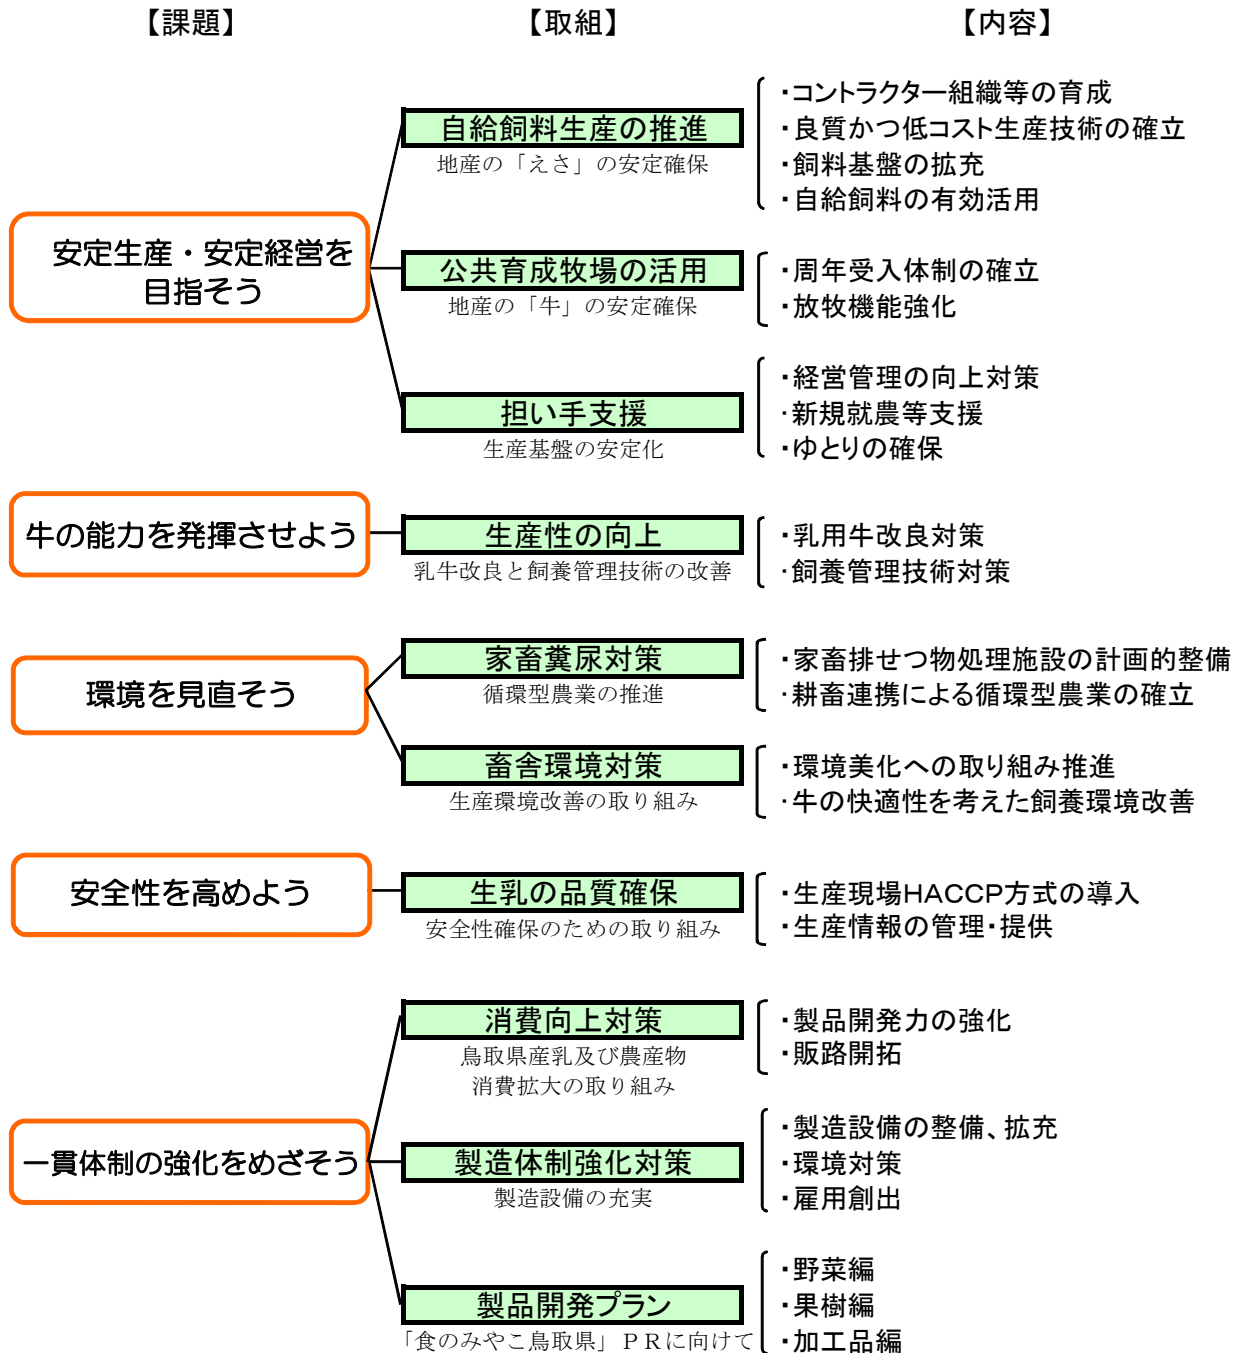 【課題】 【取組】 【内容】
安定生産・安定経営を
目指そう
自給飼料生産の推進
地産の「えさ」の安定確保
・コントラクター組織等の育成
・良質かつ低コスト生産技術の確立
・飼料基盤の拡充
・自給飼料の有効活用
公共育成牧場の活用
地産の「牛」の安定確保
・周年受入体制の確立
・放牧機能強化
担い手支援
生産基盤の安定化
・経営管理の向上対策
・新規就農等支援
・ゆとりの確保
牛の能力を発揮させよう
生産性の向上
乳牛改良と飼養管理技術の改善
・乳用牛改良対策
・飼養管理技術対策
環境を見直そう
家畜糞尿対策
循環型農業の推進
・家畜排せつ物処理施設の計画的整備
・耕畜連携による循環型農業の確立
畜舎環境対策
生産環境改善の取り組み
・環境美化への取り組み推進
・牛の快適性を考えた飼養環境改善
安全性を高めよう
生乳の品質確保
安全性確保のための取り組み
・生産現場HACCP方式の導入
・生産情報の管理・提供
一貫体制の強化をめざそう
消費向上対策
鳥取県産乳及び農産物
消費拡大の取り組み
・製品開発力の強化
・販路開拓
製造体制強化対策
製造設備の充実
・製造設備の整備、拡充
・環境対策
・雇用創出
製品開発プラン
「食のみやこ鳥取県」ＰＲに向けて
・野菜編
・果樹編
・加工品編